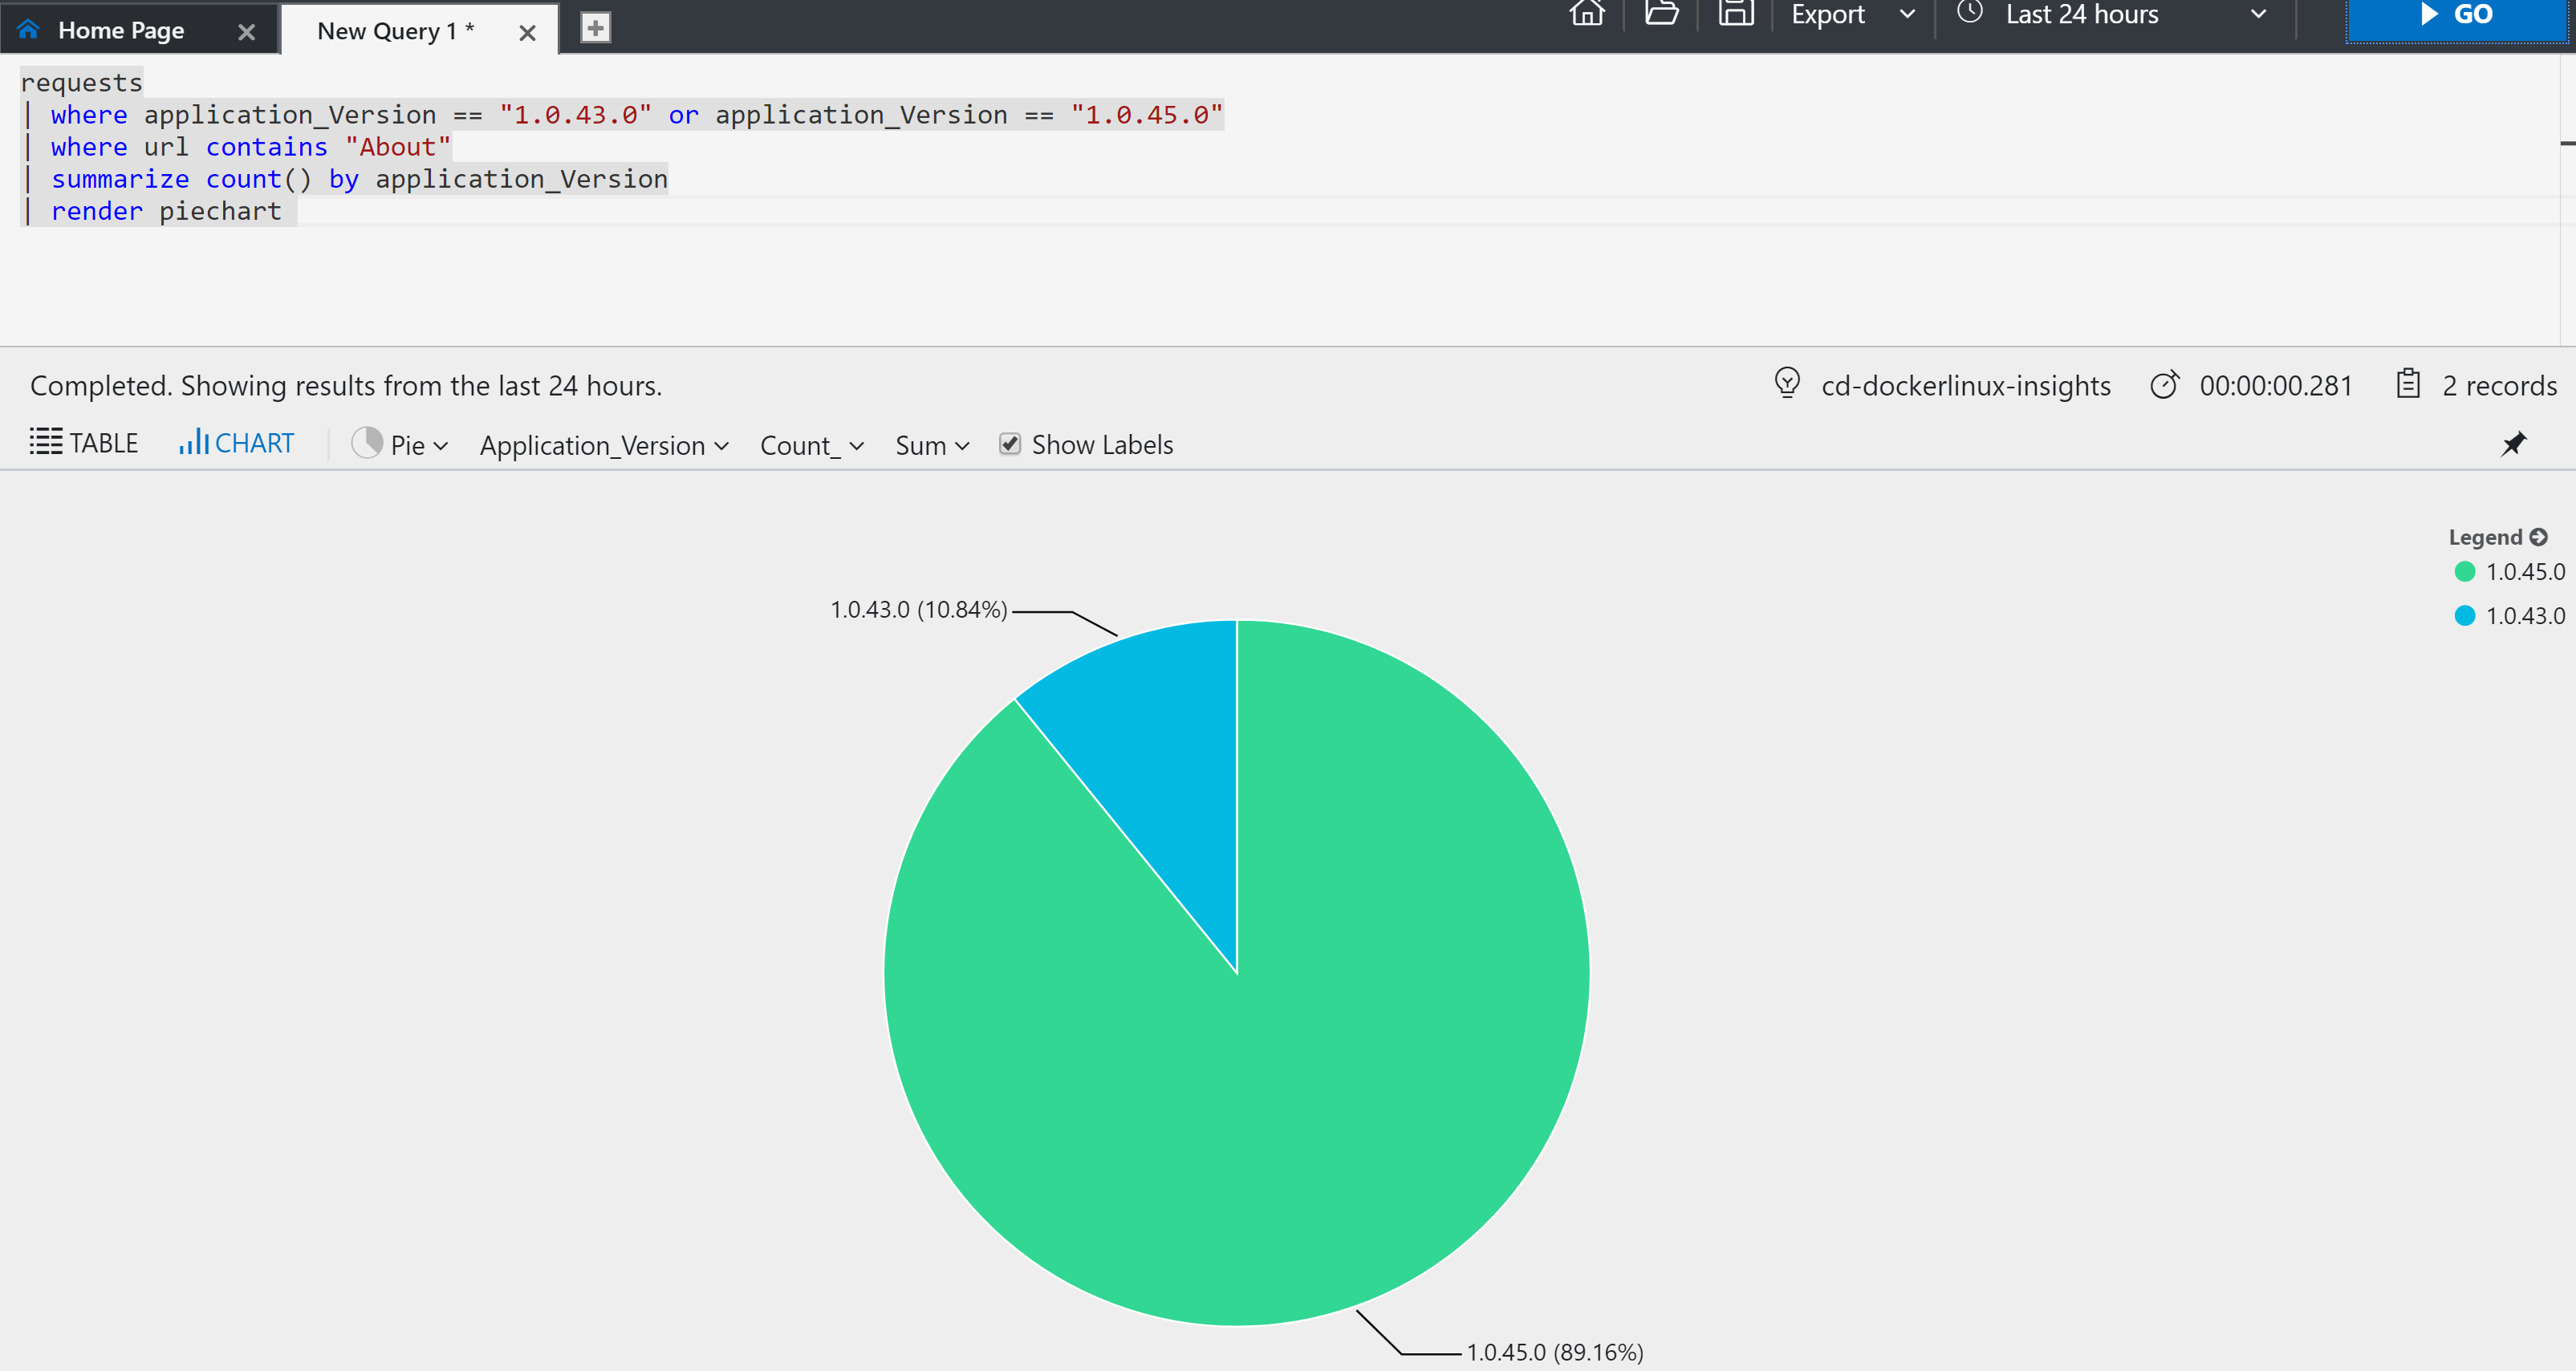 Home Page
New Query 1 *
Export
Last 24 hours
GO
requests
| where application_Version == "1.0.43.0" or application_Version == "1.0.45.0"
| where url contains "About"
| summarize count() by application_Version
| render piechart
Completed. Showing results from the last 24 hours.
cd-dockerlinux-insights
00:00:00.281
2 records
TABLE
CHART
Pie
Application_Version
Count_
Sum
Show Labels
Legend
1.0.45.0
1.0.43.0
1.0.43.0 (10.84%)
1.0.45.0 (89.16%)